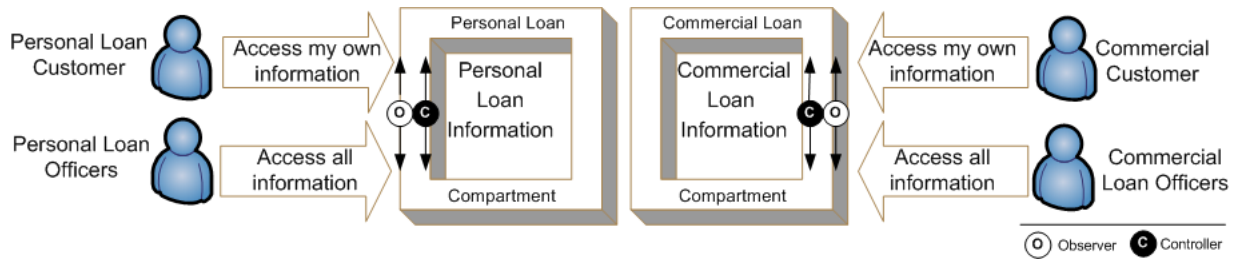 Personal Loan
Customer
Access my own
information
Personal Loan
Officers
Access all
information
Personal Loan
Personal
Loan
Information
O
C
Compartment
Commercial Loan
Commercial
Loan
Information
C
O
Compartment
Access my own
information
Commercial
Customer
Access all
information
Commercial
Loan Officers
O Observer C Controller